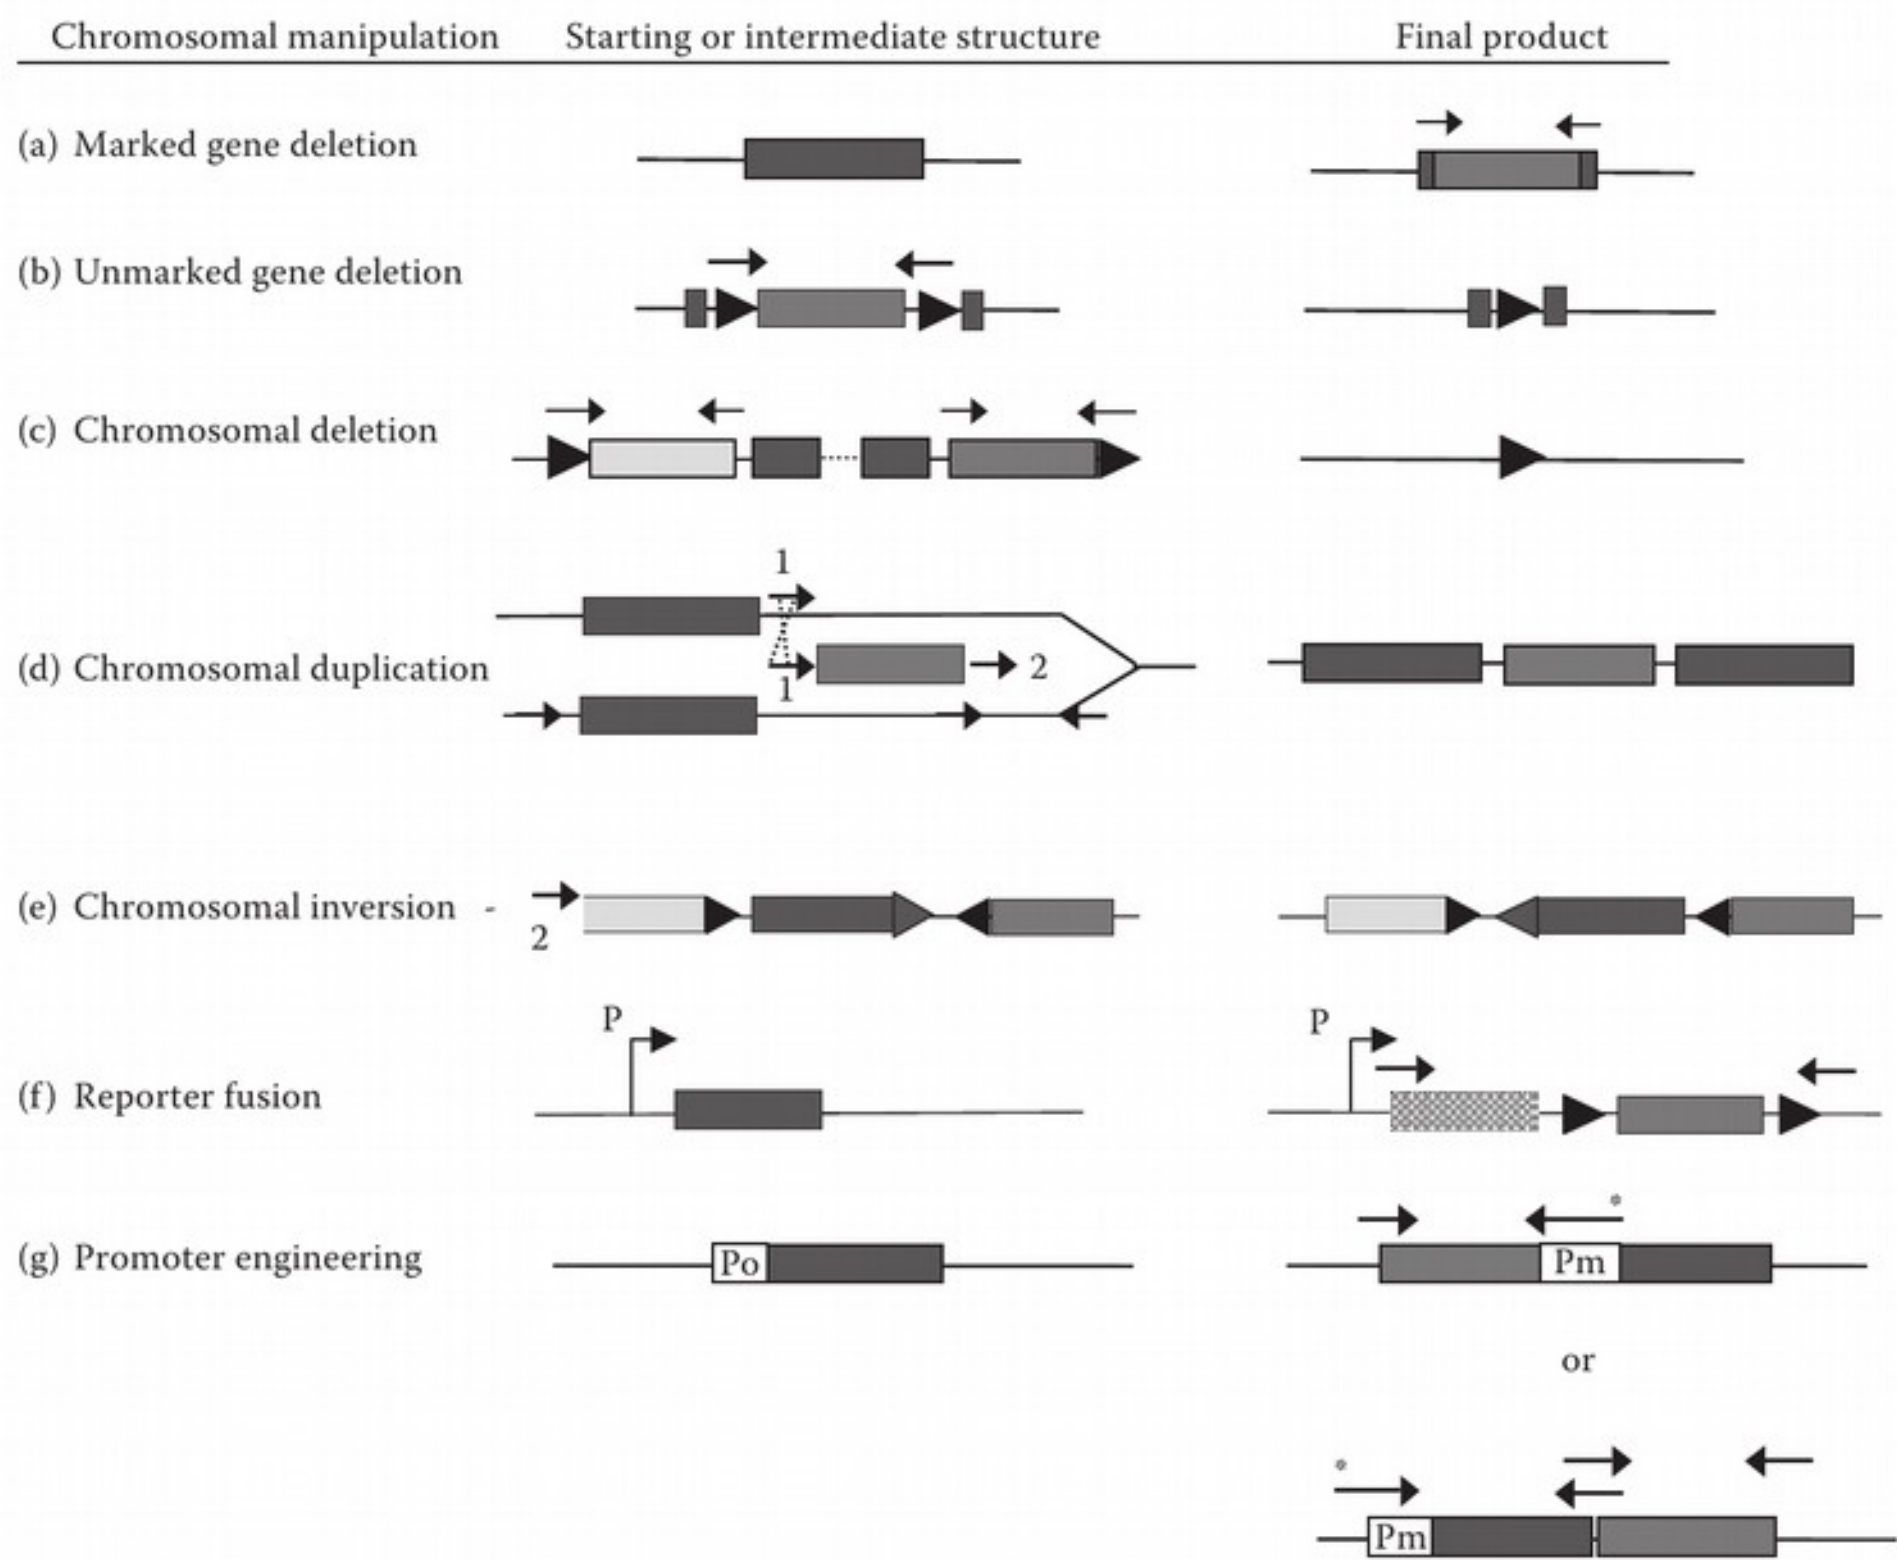 Chromosomal manipulation Starting or intermediate structure Final product
(a) Marked gene deletion
(b) Unmarked gene deletion
(c) Chromosomal deletion
1
(d) Chromosomal duplication 2
1
(e) Chromosomal inversion -
2
P P
(f) Reporter fusion
*
(g) Promoter engineering Po Pm
or
*
Pm